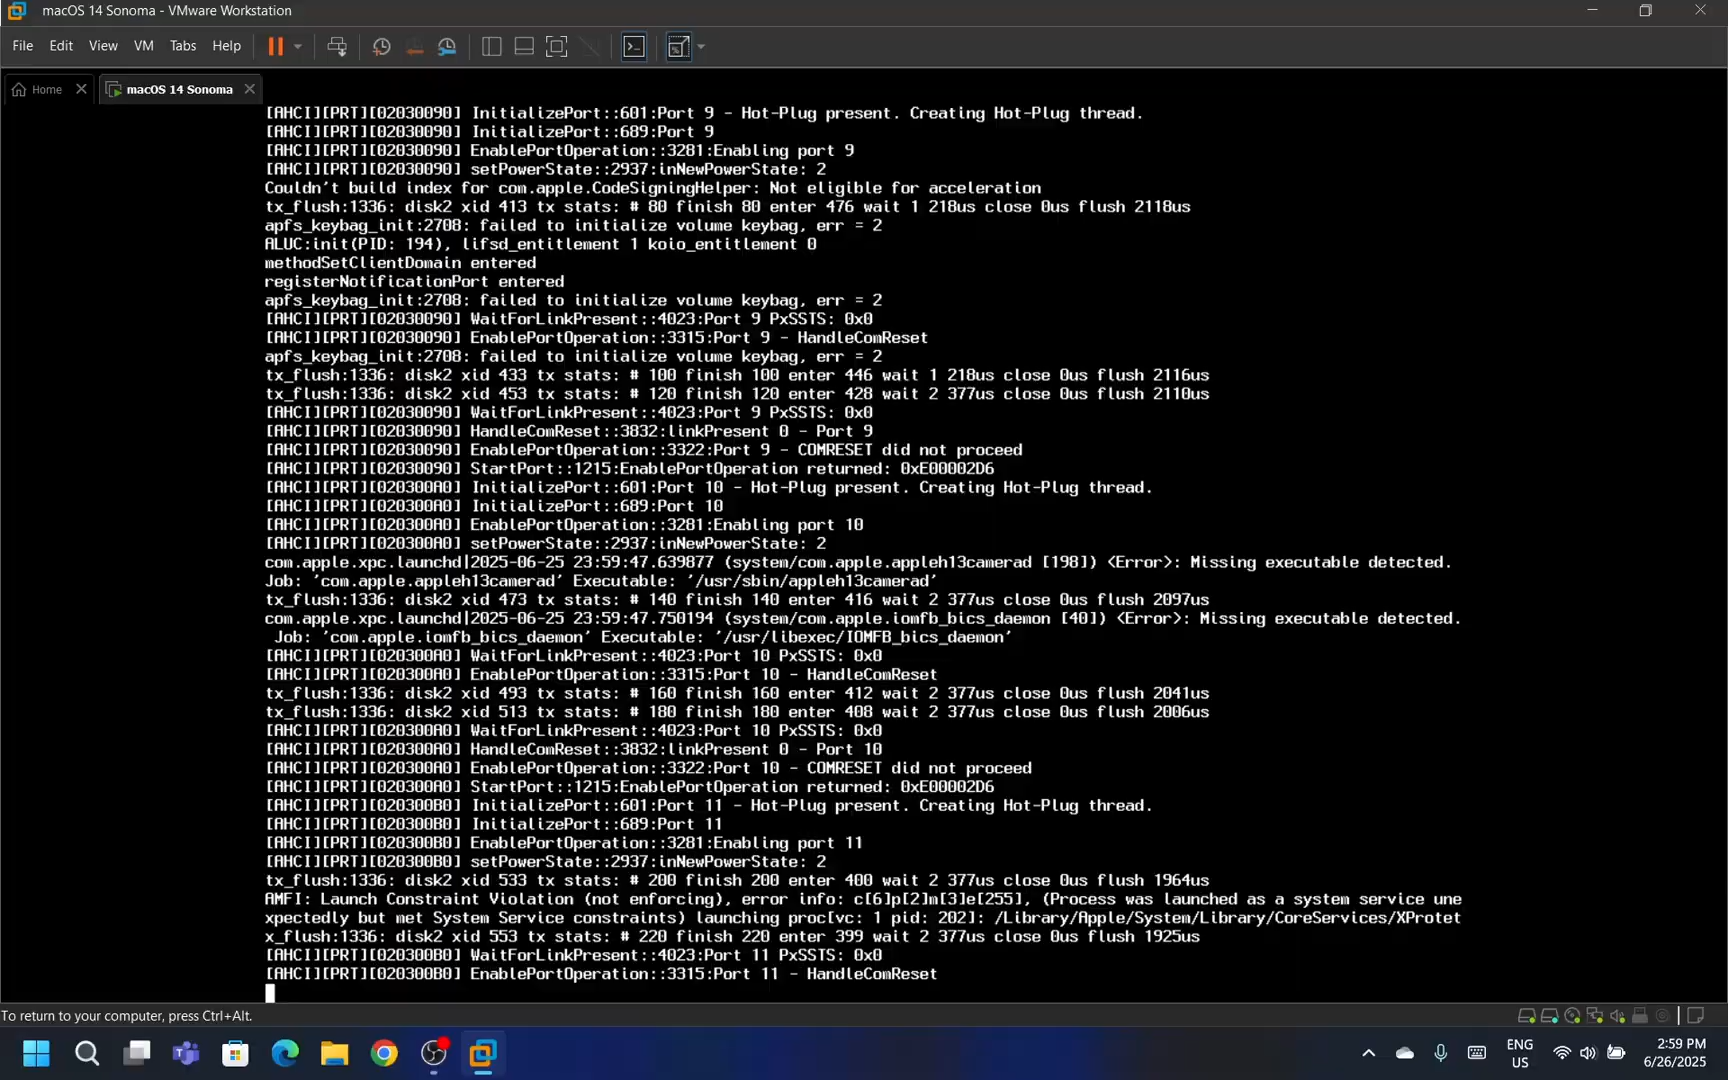 macOS 14 Sonoma - VMware Workstation
File Edit View VM Tabs Help
Home macOS 14 Sonoma
[AHCI][PRT][02030090] InitializePort::601:Port 9 - Hot-Plug present. Creating Hot-Plug thread.
[AHCI][PRT][02030090] InitializePort::689:Port 9
[AHCI][PRT][02030090] EnablePortOperation::3281:Enabling port 9
[AHCI][PRT][02030090] setPowerState::2937:inNewPowerState: 2
Couldn't build index for com.apple.CodeSigningHelper: Not eligible for acceleration
tx_flush:1336: disk2 xid 413 tx stats: # 80 finish 80 enter 476 wait 1 218us close 0us flush 2118us
apfs_keybag_init:2708: failed to initialize volume keybag, err = 2
ALUC:init(PID: 194), lifsd_entitlement 1 koio_entitlement 0
methodSetClientDomain entered
registerNotificationPort entered
apfs_keybag_init:2708: failed to initialize volume keybag, err = 2
[AHCI][PRT][02030090] WaitForLinkPresent::4023:Port 9 PxSSTS: 0x0
[AHCI][PRT][02030090] EnablePortOperation::3315:Port 9 - HandleComReset
apfs_keybag_init:2708: failed to initialize volume keybag, err = 2
tx_flush:1336: disk2 xid 433 tx stats: # 100 finish 100 enter 446 wait 1 218us close 0us flush 2116us
tx_flush:1336: disk2 xid 453 tx stats: # 120 finish 120 enter 428 wait 2 377us close 0us flush 2110us
[AHCI][PRT][02030090] WaitForLinkPresent::4023:Port 9 PxSSTS: 0x0
[AHCI][PRT][02030090] HandleComReset::3832:linkPresent 0 - Port 9
[AHCI][PRT][02030090] EnablePortOperation::3322:Port 9 - COMRESET did not proceed
[AHCI][PRT][02030090] StartPort::1215:EnablePortOperation returned: 0xE00002D6
[AHCI][PRT][020300A0] InitializePort::601:Port 10 - Hot-Plug present. Creating Hot-Plug thread.
[AHCI][PRT][020300A0] InitializePort::689:Port 10
[AHCI][PRT][020300A0] EnablePortOperation::3281:Enabling port 10
[AHCI][PRT][020300A0] setPowerState::2937:inNewPowerState: 2
com.apple.xpc.launchd|2025-06-25 23:59:47.639877 (system/com.apple.appleh13camerad [198]) <Error>: Missing executable detected.
Job: 'com.apple.appleh13camerad' Executable: '/usr/sbin/appleh13camerad'
tx_flush:1336: disk2 xid 473 tx stats: # 140 finish 140 enter 416 wait 2 377us close 0us flush 2097us
com.apple.xpc.launchd|2025-06-25 23:59:47.750194 (system/com.apple.iomfb_bics_daemon [40]) <Error>: Missing executable detected.
Job: 'com.apple.iomfb_bics_daemon' Executable: '/usr/libexec/IOMFB_bics_daemon'
[AHCI][PRT][020300A0] WaitForLinkPresent::4023:Port 10 PxSSTS: 0x0
[AHCI][PRT][020300A0] EnablePortOperation::3315:Port 10 - HandleComReset
tx_flush:1336: disk2 xid 493 tx stats: # 160 finish 160 enter 412 wait 2 377us close 0us flush 2041us
tx_flush:1336: disk2 xid 513 tx stats: # 180 finish 180 enter 408 wait 2 377us close 0us flush 2006us
[AHCI][PRT][020300A0] WaitForLinkPresent::4023:Port 10 PxSSTS: 0x0
[AHCI][PRT][020300A0] HandleComReset::3832:linkPresent 0 - Port 10
[AHCI][PRT][020300A0] EnablePortOperation::3322:Port 10 - COMRESET did not proceed
[AHCI][PRT][020300A0] StartPort::1215:EnablePortOperation returned: 0xE00002D6
[AHCI][PRT][020300B0] InitializePort::601:Port 11 - Hot-Plug present. Creating Hot-Plug thread.
[AHCI][PRT][020300B0] InitializePort::689:Port 11
[AHCI][PRT][020300B0] EnablePortOperation::3281:Enabling port 11
[AHCI][PRT][020300B0] setPowerState::2937:inNewPowerState: 2
tx_flush:1336: disk2 xid 533 tx stats: # 200 finish 200 enter 400 wait 2 377us close 0us flush 1964us
AMFI: Launch Constraint Violation (not enforcing), error info: c[6]p[2]m[3]e[255], (Process was launched as a system service une
xpectedly but met System Service constraints) launching proc[vc: 1 pid: 202]: /Library/Apple/System/Library/CoreServices/XProtet
x_flush:1336: disk2 xid 553 tx stats: # 220 finish 220 enter 399 wait 2 377us close 0us flush 1925us
[AHCI][PRT][020300B0] WaitForLinkPresent::4023:Port 11 PxSSTS: 0x0
[AHCI][PRT][020300B0] EnablePortOperation::3315:Port 11 - HandleComReset
To return to your computer, press Ctrl+Alt.
ENG
US
2:59 PM
6/26/2025